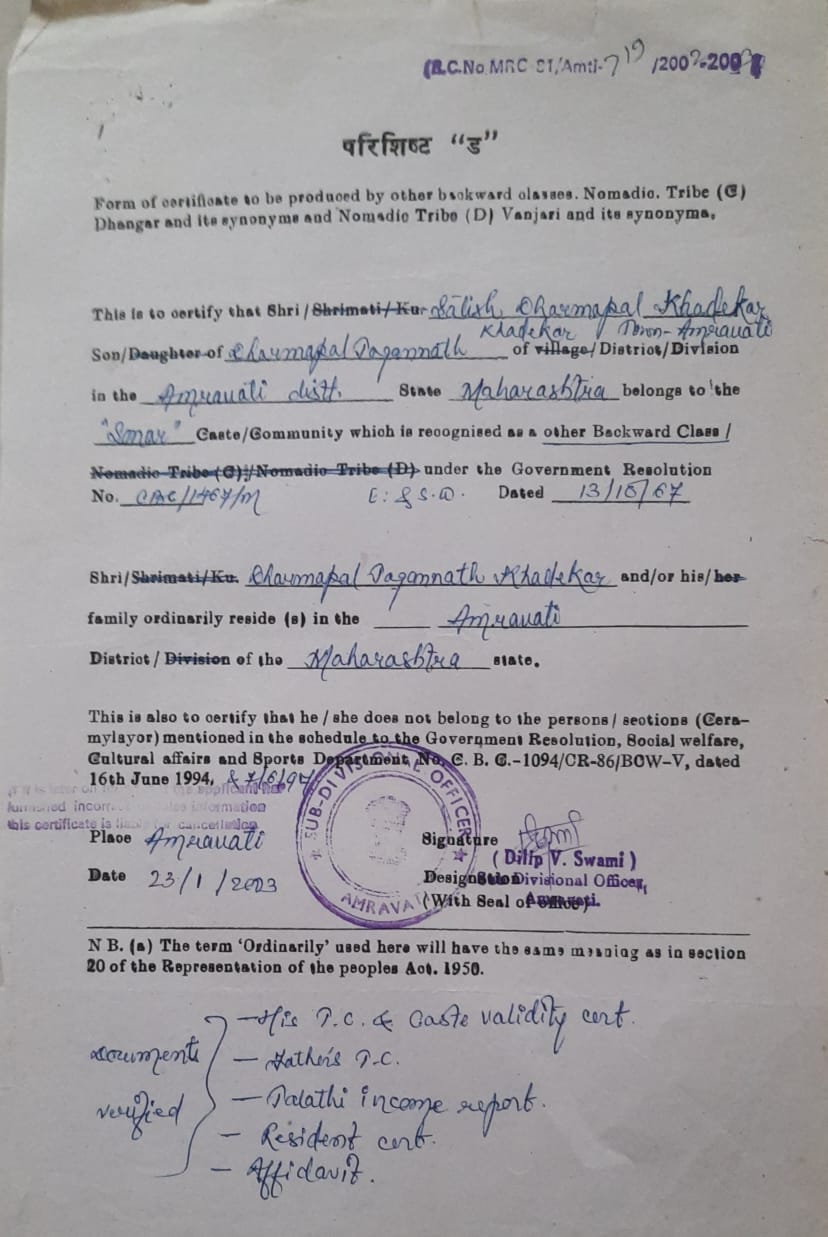 (R.C.No.MRC-81/Amti-719/2002-2003
परिशिष्ट “ड”
Form of certificate to be produced by other backward classes. Nomadic. Tribe (C)
Dhangar and its synonyms and Nomadic Tribe (D) Vanjari and its synonyms,
This is to certify that Shri / Shrimati / Ku. Satish Dharmapal Khadekar
Khadekar / Town - Amravati
Son/Daughter of Dharmapal Jagannath of village/ District/Division
in the Amravati distt. State Maharashtra belongs to the
"Sonar" Caste/Community which is recognised as a other Backward Class /
Nomadic Tribe (C) / Nomadic Tribe (D) under the Government Resolution
No. CBC/1467/M Dated 13/10/67
Shri/Shrimati/Ku. Dharmapal Jagannath Khadekar and/or his/ her
family ordinarily reside (s) in the Amravati
District / Division of the Maharashtra state.
This is also to certify that he / she does not belong to the persons / sections (Cera-
mylayor) mentioned in the schedule to the Government Resolution, Social welfare,
Cultural affairs and Sports Department No. C. B. C.-1094/CR-86/BCW-V, dated
16th June 1994,
the applicant has
furnished incorrect information
this certificate is liable for cancellation
SUB-DIVISIONAL OFFICER
AMRAVATI
Place Amravati Signature
( Dilip V. Swami )
Date 23/1/2003 Designation Sub Divisional Officer,
(With Seal of office) Amravati.
N B. (a) The term ‘Ordinarily’ used here will have the same meaning as in section
20 of the Representation of the peoples Act. 1950.
Documents verified
- His T.C. & Caste validity cert.
- Father's T.C.
- Talathi income report.
- Resident cert.
- Affidavit.